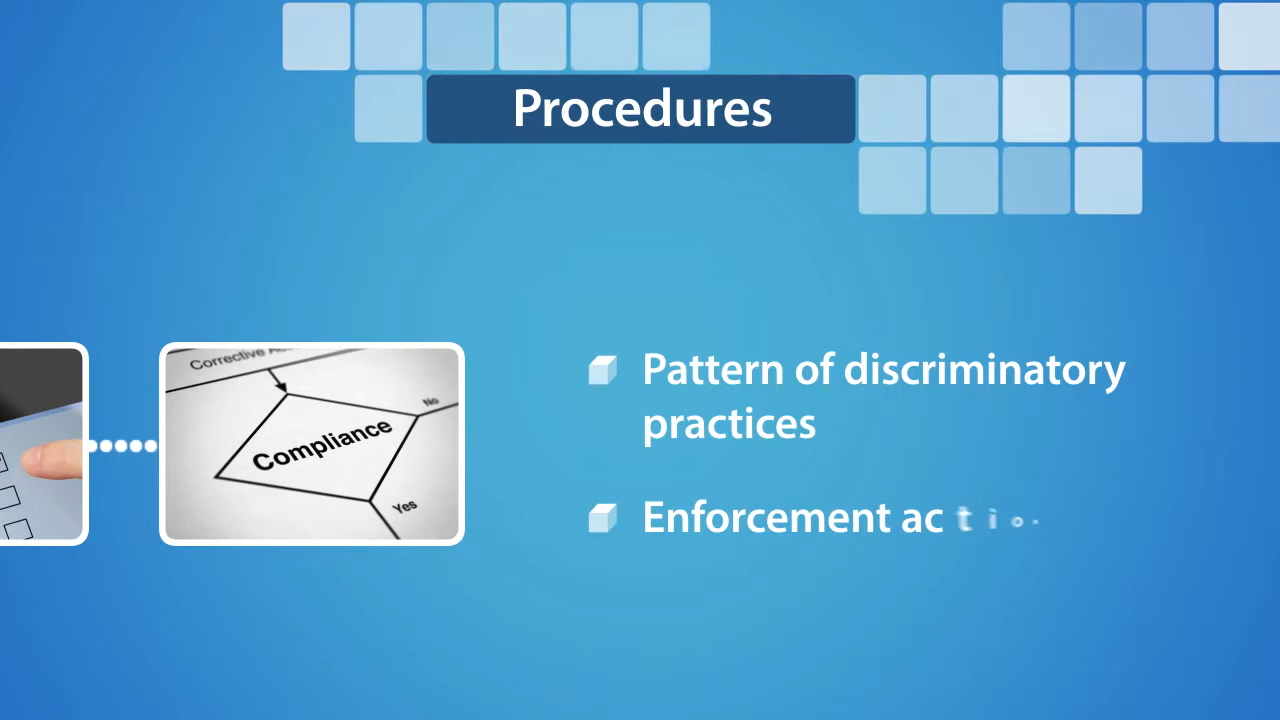 Procedures
Corrective
No
Compliance
Yes
Pattern of discriminatory
practices
Enforcement ac t i o